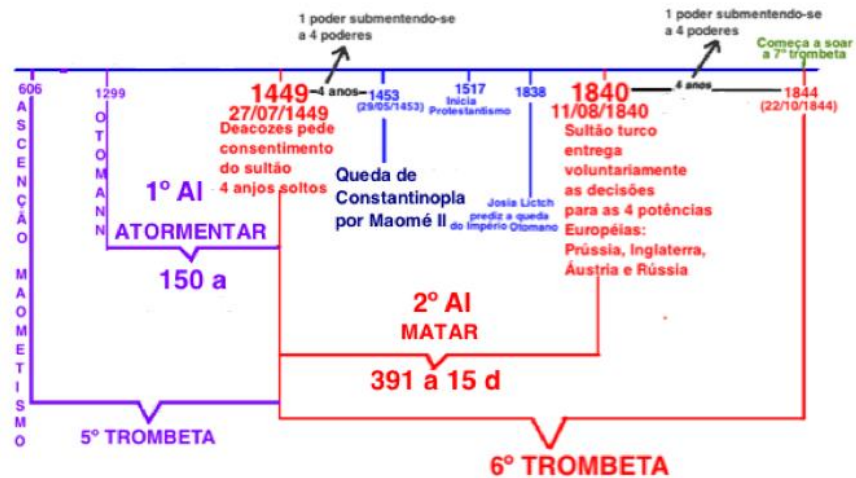 1 poder submentendo-se
a 4 poderes
1 poder submentendo-se
a 4 poderes
Começa a soar
a 7ª trombeta
606
ASCENÇÃO MAOMETISMO
1299
OTOMANN
1449
27/07/1449
Deacozes pede
consentimento
do sultão
4 anjos soltos
4 anos
1453
(29/05/1453)
Queda de
Constantinopla
por Maomé II
1517
Inicia
Protestantismo
1838
Josia Lictch
prediz a queda
do Império Otomano
1840
11/08/1840
Sultão turco
entrega
voluntariamente
as decisões
para as 4 potências
Européias:
Prússia, Inglaterra,
Áustria e Rússia
4 anos
1844
(22/10/1844)
1º AI
ATORMENTAR
150 a
2º AI
MATAR
391 a 15 d
5º TROMBETA
6º TROMBETA